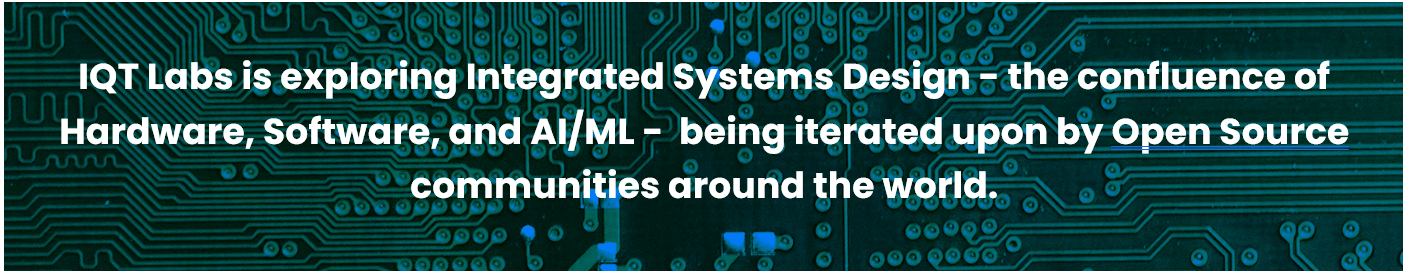 IQT Labs is exploring Integrated Systems Design - the confluence of
Hardware, Software, and AI/ML -  being iterated upon by Open Source
communities around the world.